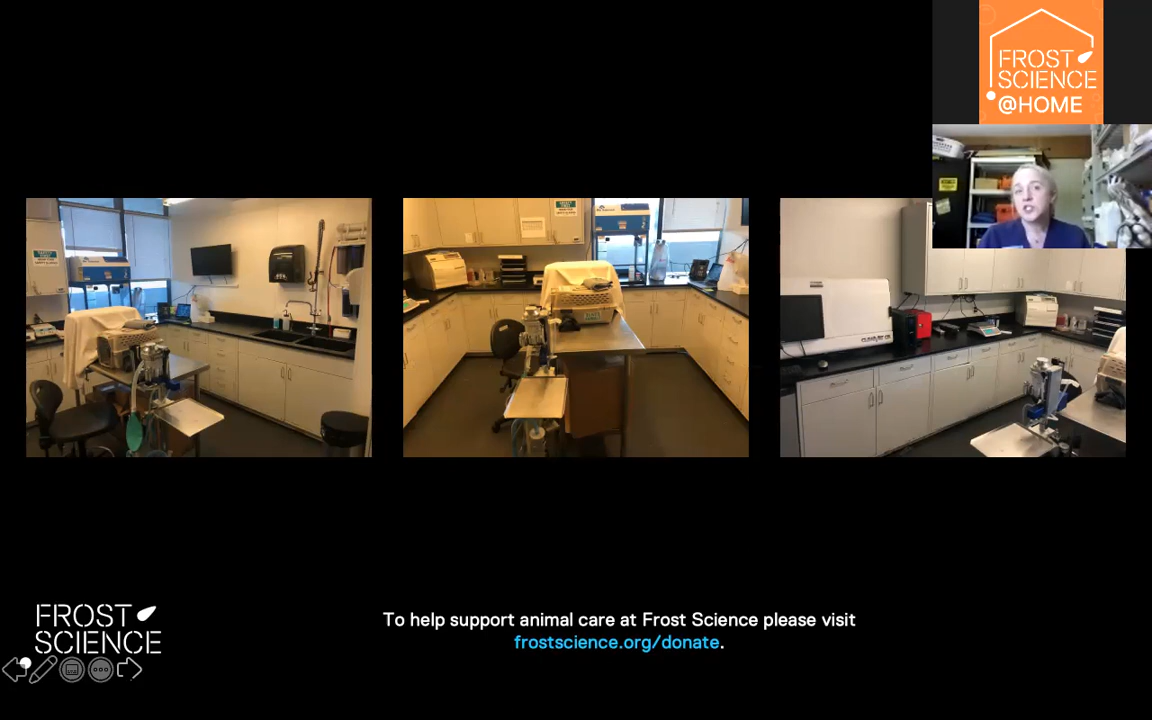 FROST
SCIENCE
@HOME
FROST
SCIENCE
To help support animal care at Frost Science please visit
frostscience.org/donate.